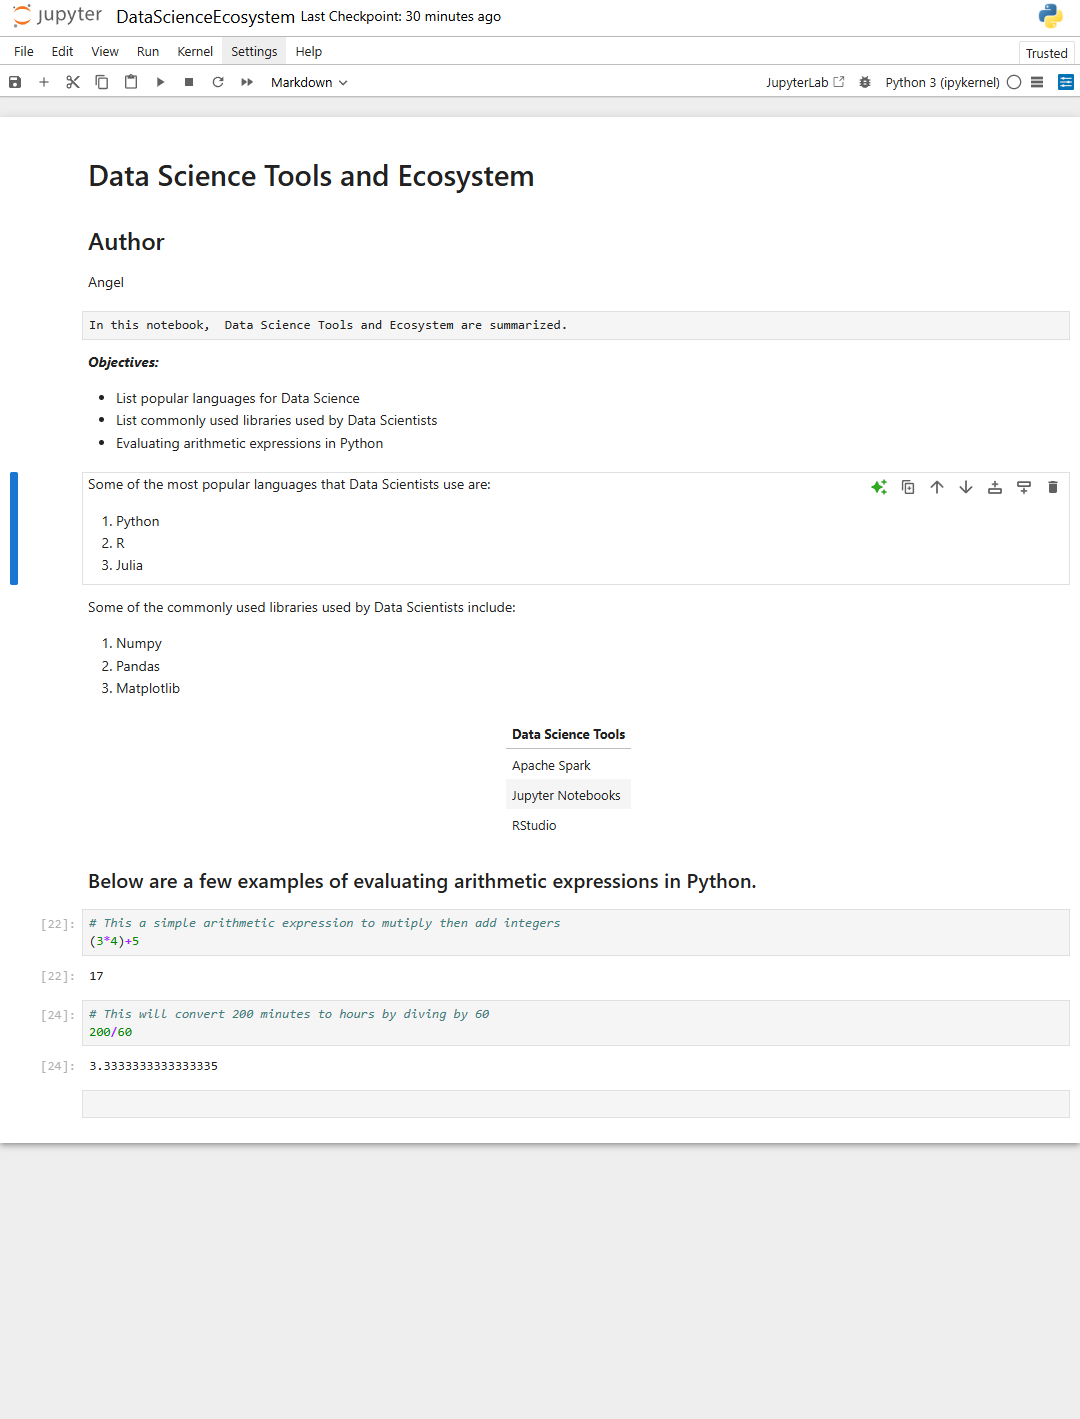 jupyter DataScienceEcosystem Last Checkpoint: 30 minutes ago
File Edit View Run Kernel Settings Help Trusted
Markdown JupyterLab Python 3 (ipykernel)
Data Science Tools and Ecosystem
Author
Angel
In this notebook,  Data Science Tools and Ecosystem are summarized.
Objectives:
• List popular languages for Data Science
• List commonly used libraries used by Data Scientists
• Evaluating arithmetic expressions in Python
Some of the most popular languages that Data Scientists use are:
1. Python
2. R
3. Julia
Some of the commonly used libraries used by Data Scientists include:
1. Numpy
2. Pandas
3. Matplotlib
Data Science Tools
Apache Spark
Jupyter Notebooks
RStudio
Below are a few examples of evaluating arithmetic expressions in Python.
[22]: # This a simple arithmetic expression to mutiply then add integers
(3*4)+5
[22]: 17
[24]: # This will convert 200 minutes to hours by diving by 60
200/60
[24]: 3.3333333333333335